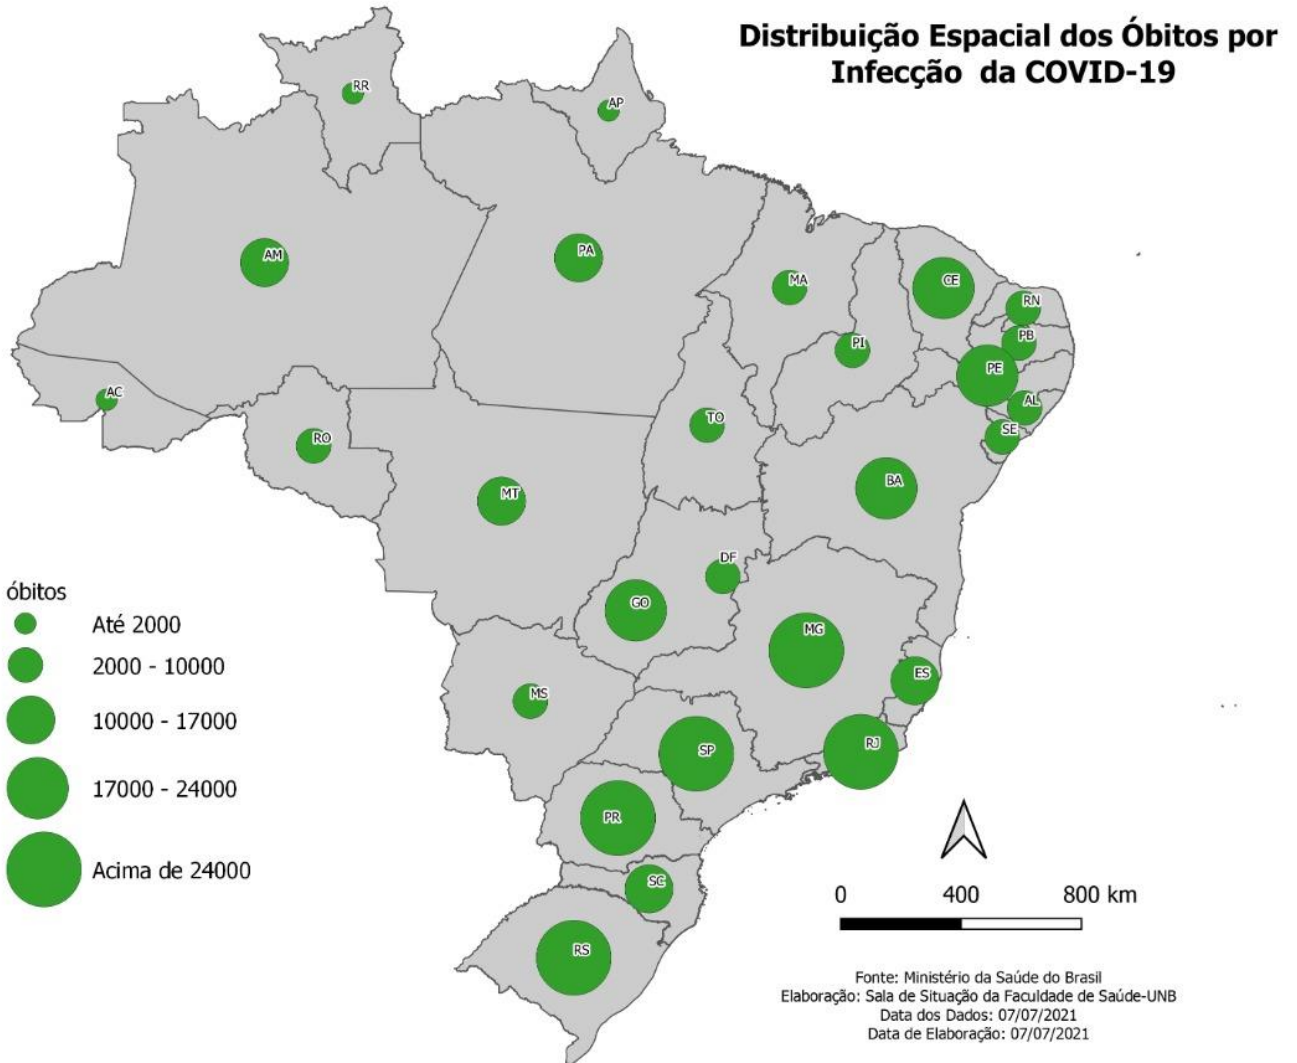 Distribuição Espacial dos Óbitos por
Infecção da COVID-19
RR
AP
AM
PA
MA
CE
RN
PB
PI
PE
AC
AL
TO
SE
RO
BA
MT
DF
GO
MG
ES
MS
RJ
SP
PR
SC
RS
óbitos
Até 2000
2000 - 10000
10000 - 17000
17000 - 24000
Acima de 24000
0 400 800 km
Fonte: Ministério da Saúde do Brasil
Elaboração: Sala de Situação da Faculdade de Saúde-UNB
Data dos Dados: 07/07/2021
Data de Elaboração: 07/07/2021